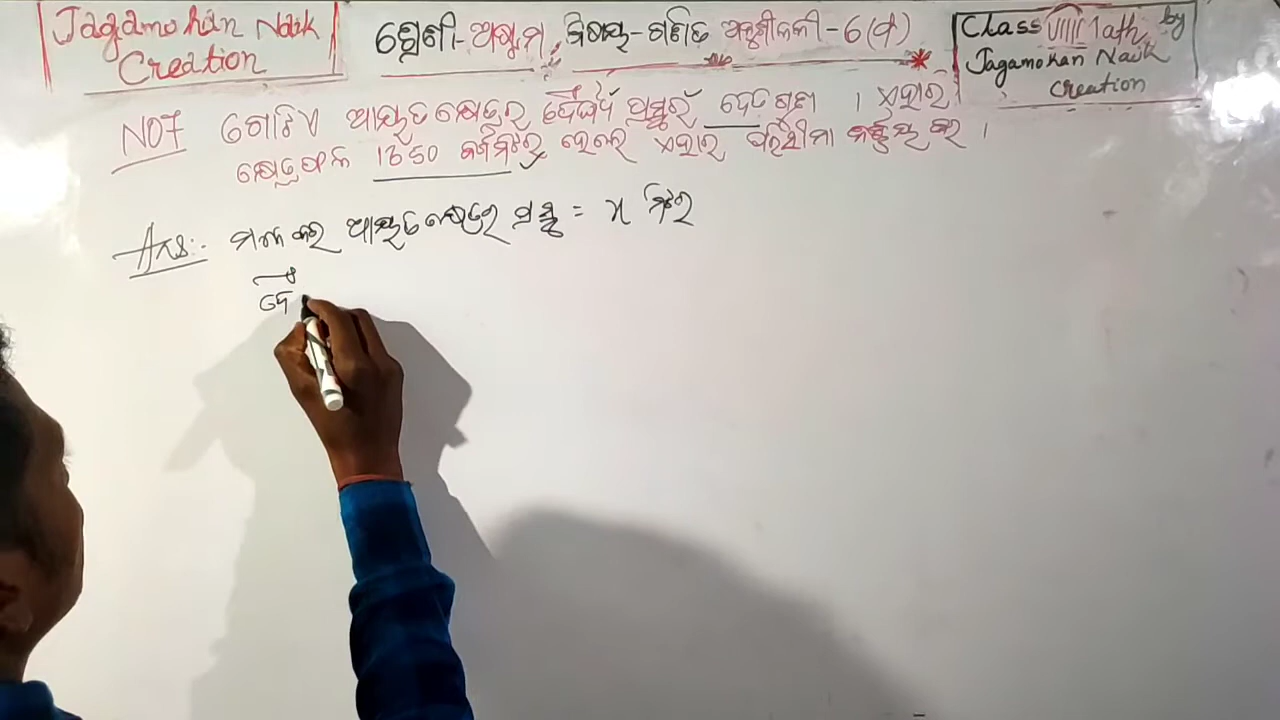 Jagamohan Naik
Creation
ଶ୍ରେଣୀ-ଅଷ୍ଟମ, ବିଷୟ-ଗଣିତ ଅନୁଶୀଳନୀ-6(ଏ)
Class VIII Math by
Jagamohan Naik
Creation
NO7 ଗୋଟିଏ ଆୟତକ୍ଷେତ୍ରର ଦୈର୍ଘ୍ୟ ପ୍ରସ୍ଥର ଦେଢ଼ଗୁଣ । ଏହାର
କ୍ଷେତ୍ରଫଳ 1350 ବର୍ଗମିଟର ହେଲେ ଏହାର ପରିସୀମା ନିର୍ଣ୍ଣୟ କର ।
Ans:- ମନେକର ଆୟତକ୍ଷେତ୍ରର ପ୍ରସ୍ଥ = x ମିଟର